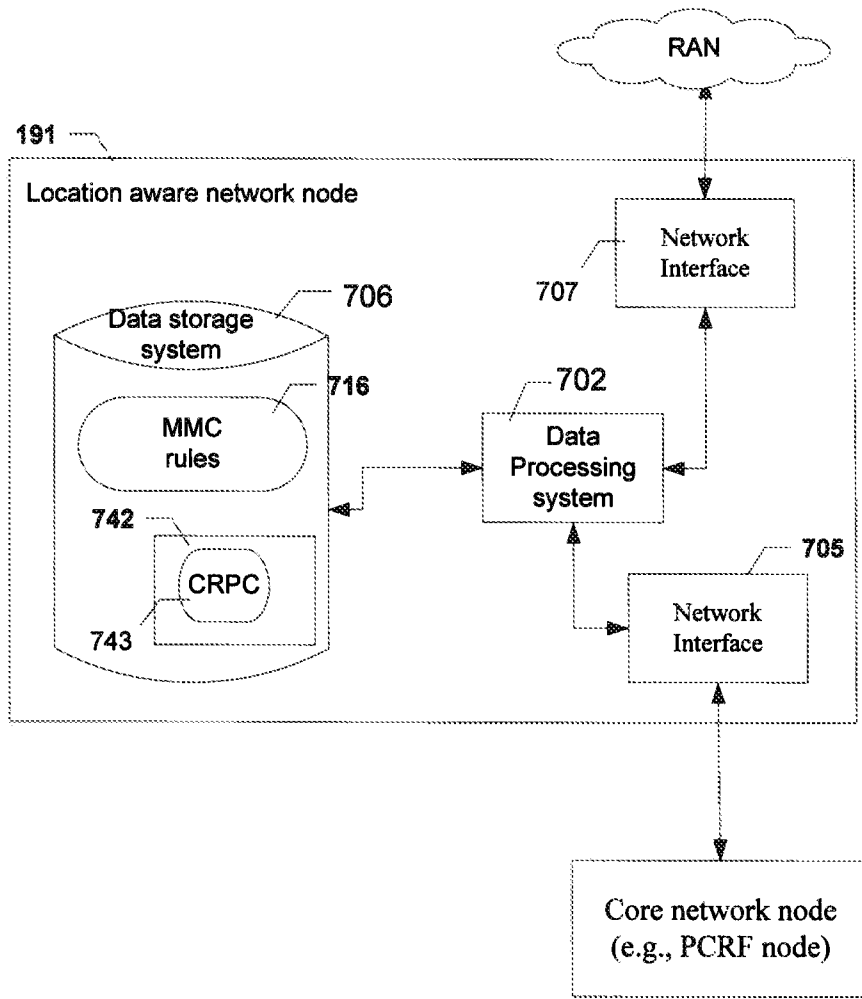 RAN
191
Location aware network node
Network
Interface
707
706
Data storage
system
716
MMC
rules
702
Data
Processing
system
742
CRPC
743
705
Network
Interface
Core network node
(e.g., PCRF node)